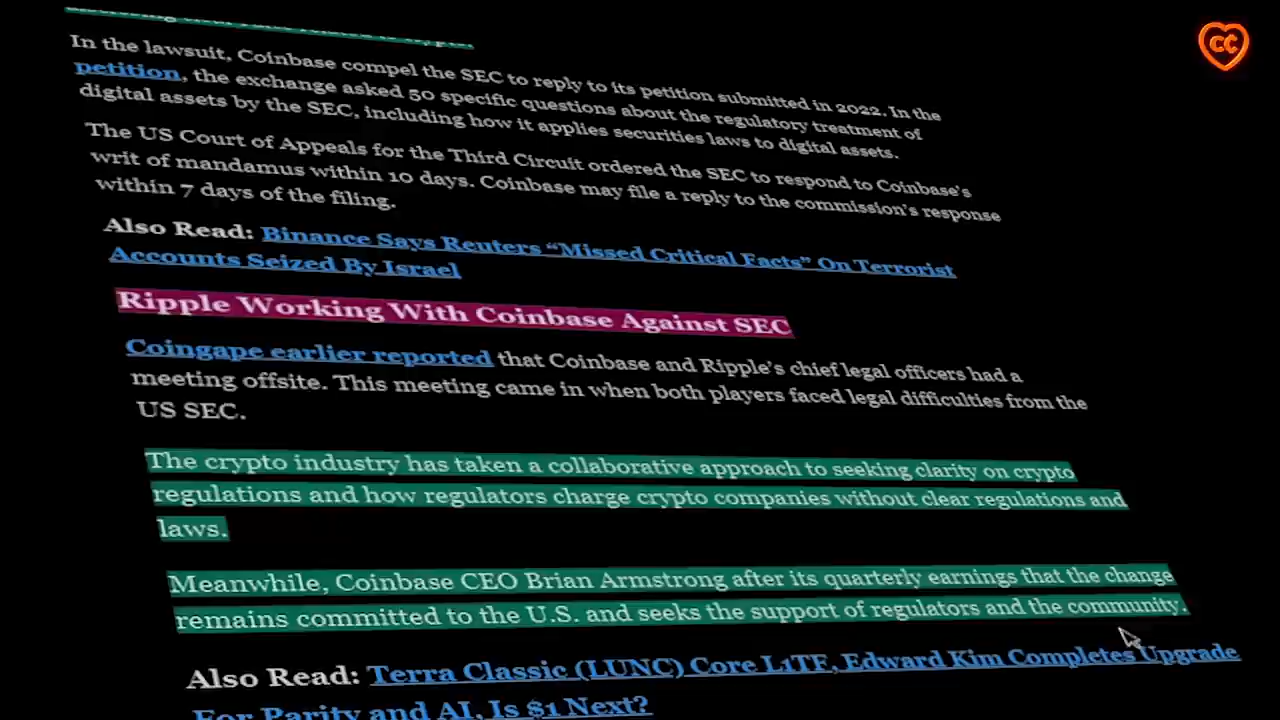 CC
In the lawsuit, Coinbase compel the SEC to reply to its petition submitted in 2022. In the
petition, the exchange asked 50 specific questions about the regulatory treatment of
digital assets by the SEC, including how it applies securities laws to digital assets.
The US Court of Appeals for the Third Circuit ordered the SEC to respond to Coinbase's
writ of mandamus within 10 days. Coinbase may file a reply to the commission's response
within 7 days of the filing.
Also Read: Binance Says Reuters “Missed Critical Facts” On Terrorist
Accounts Seized By Israel
Ripple Working With Coinbase Against SEC
Coingape earlier reported that Coinbase and Ripple's chief legal officers had a
meeting offsite. This meeting came in when both players faced legal difficulties from the
US SEC.
The crypto industry has taken a collaborative approach to seeking clarity on crypto
regulations and how regulators charge crypto companies without clear regulations and
laws.
Meanwhile, Coinbase CEO Brian Armstrong after its quarterly earnings that the change
remains committed to the U.S. and seeks the support of regulators and the community.
Also Read: Terra Classic (LUNC) Core L1TF, Edward Kim Completes Upgrade
For Parity and AI, Is $1 Next?